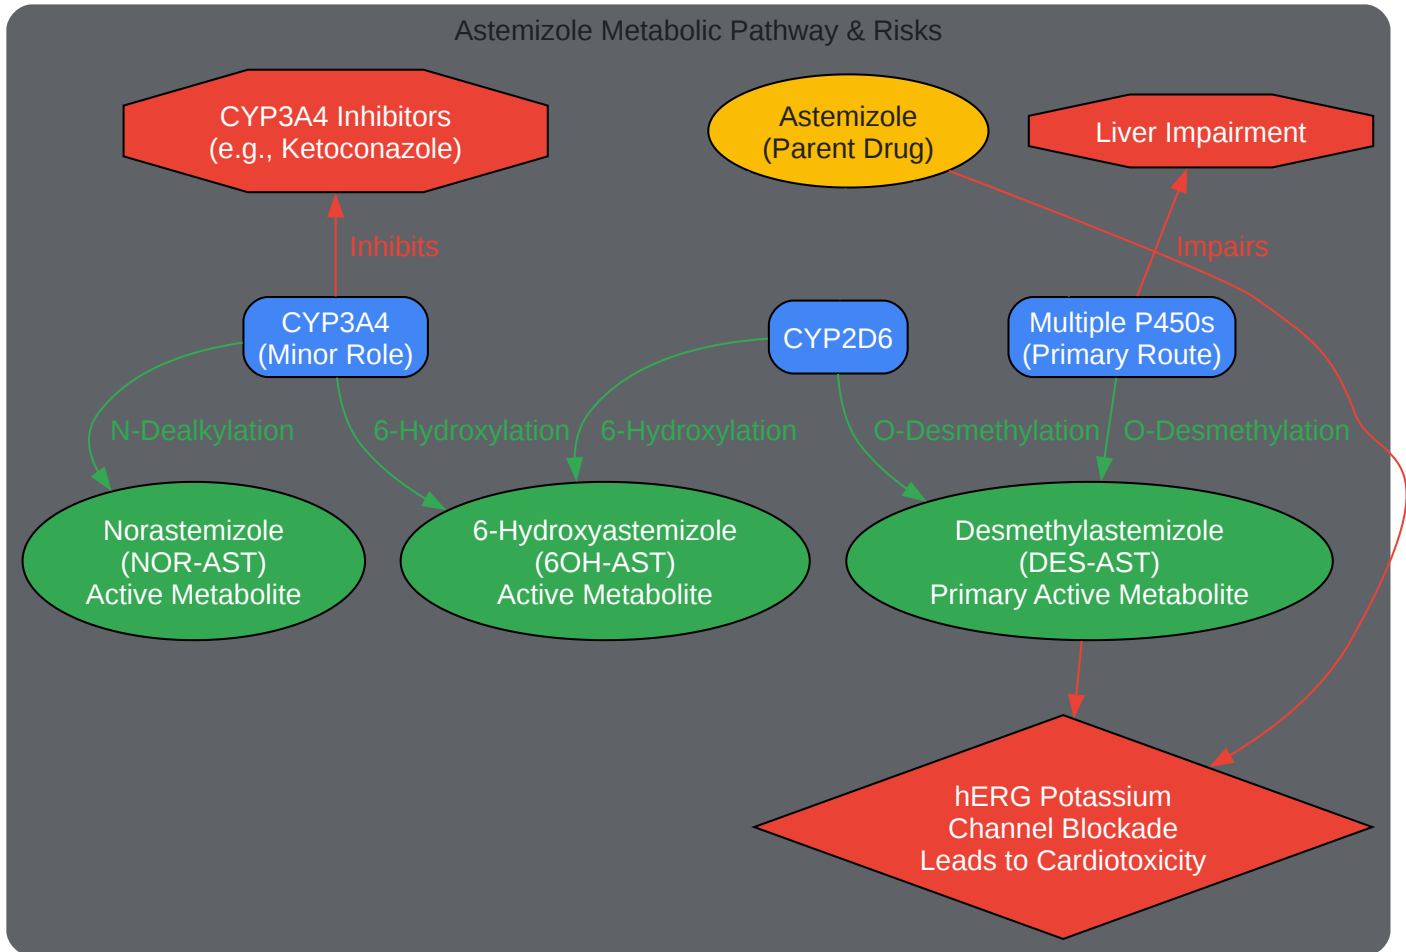 Astemizole Metabolic Pathway & Risks
CYP3A4 Inhibitors
(e.g., Ketoconazole)
Astemizole
(Parent Drug)
Liver Impairment
Inhibits
Impairs
CYP3A4
(Minor Role)
CYP2D6
Multiple P450s
(Primary Route)
N-Dealkylation
6-Hydroxylation
6-Hydroxylation
O-Desmethylation
O-Desmethylation
Norastemizole
(NOR-AST)
Active Metabolite
6-Hydroxyastemizole
(6OH-AST)
Active Metabolite
Desmethylastemizole
(DES-AST)
Primary Active Metabolite
hERG Potassium
Channel Blockade
Leads to Cardiotoxicity